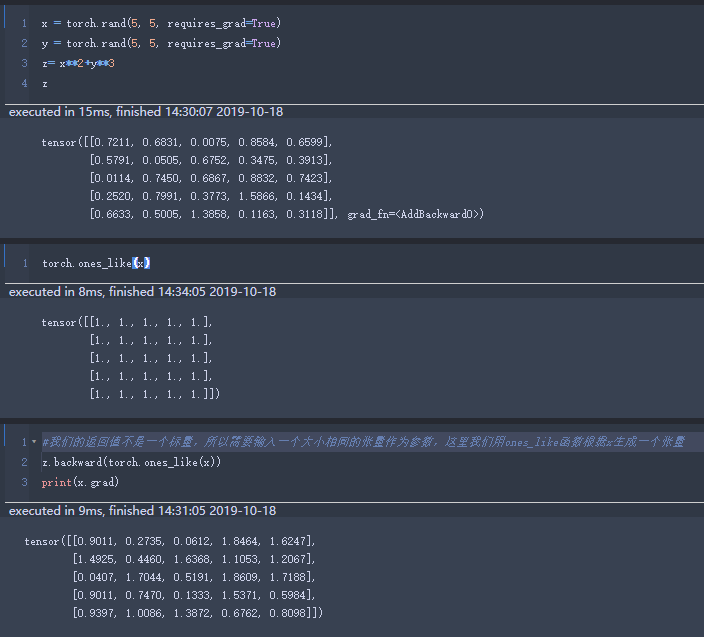 1 x = torch.rand(5, 5, requires_grad=True)
2 y = torch.rand(5, 5, requires_grad=True)
3 z= x**2+y**3
4 z
executed in 15ms, finished 14:30:07 2019-10-18
tensor([[0.7211, 0.6831, 0.0075, 0.8584, 0.6599],
[0.5791, 0.0505, 0.6752, 0.3475, 0.3913],
[0.0114, 0.7450, 0.6867, 0.8832, 0.7423],
[0.2520, 0.7991, 0.3773, 1.5866, 0.1434],
[0.6633, 0.5005, 1.3858, 0.1163, 0.3118]], grad_fn=<AddBackward0>)
1 torch.ones_like(x)
executed in 8ms, finished 14:34:05 2019-10-18
tensor([[1., 1., 1., 1., 1.],
[1., 1., 1., 1., 1.],
[1., 1., 1., 1., 1.],
[1., 1., 1., 1., 1.],
[1., 1., 1., 1., 1.]])
1 #我们的返回值不是一个标量，所以需要输入一个大小相同的张量作为参数，这里我们用ones_like函数根据x生成一个张量
2 z.backward(torch.ones_like(x))
3 print(x.grad)
executed in 9ms, finished 14:31:05 2019-10-18
tensor([[0.9011, 0.2735, 0.0612, 1.8464, 1.6247],
[1.4925, 0.4460, 1.6368, 1.1053, 1.2067],
[0.0407, 1.7044, 0.5191, 1.8609, 1.7188],
[0.9011, 0.7470, 0.1333, 1.5371, 0.5984],
[0.9397, 1.0086, 1.3872, 0.6762, 0.8098]])